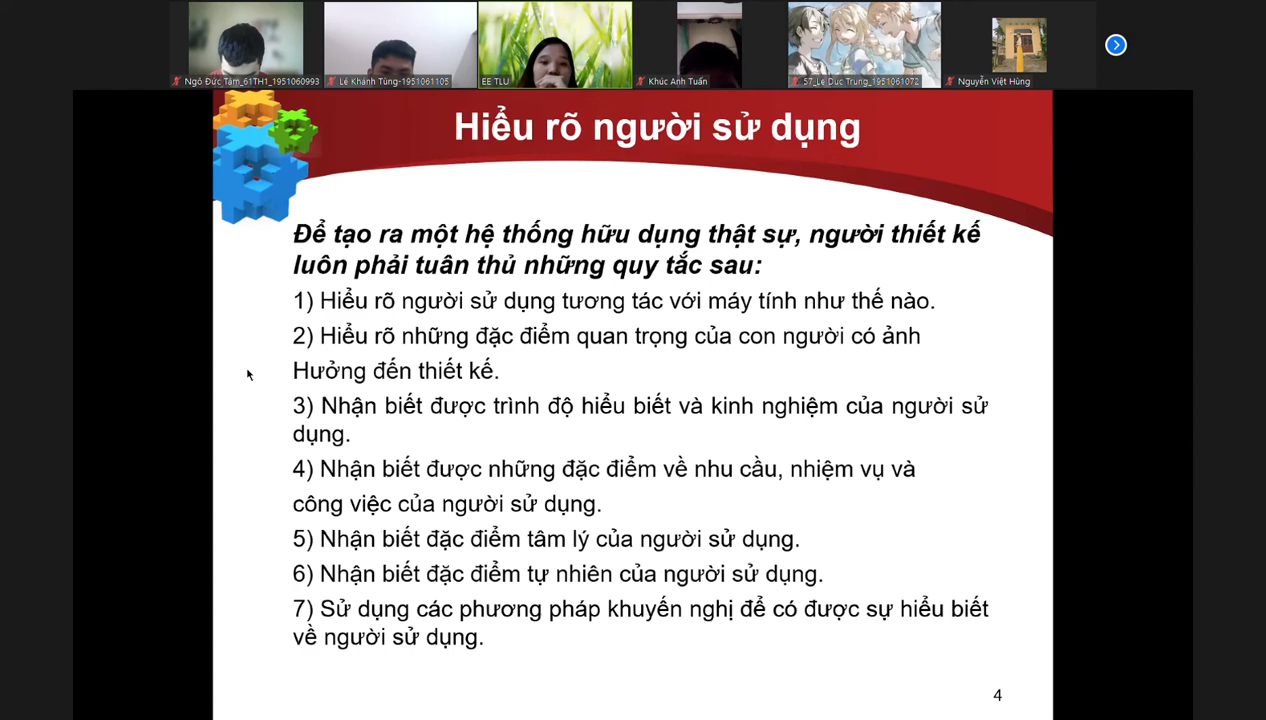 Ngô Đức Tâm_61TH1_1951060993
Lê Khánh Tùng-1951061105
EE TLU
Khúc Anh Tuấn
57_Le Duc Trung_1951061072
Nguyễn Việt Hùng
Hiểu rõ người sử dụng
Để tạo ra một hệ thống hữu dụng thật sự, người thiết kế
luôn phải tuân thủ những quy tắc sau:
1) Hiểu rõ người sử dụng tương tác với máy tính như thế nào.
2) Hiểu rõ những đặc điểm quan trọng của con người có ảnh
Hưởng đến thiết kế.
3) Nhận biết được trình độ hiểu biết và kinh nghiệm của người sử
dụng.
4) Nhận biết được những đặc điểm về nhu cầu, nhiệm vụ và
công việc của người sử dụng.
5) Nhận biết đặc điểm tâm lý của người sử dụng.
6) Nhận biết đặc điểm tự nhiên của người sử dụng.
7) Sử dụng các phương pháp khuyến nghị để có được sự hiểu biết
về người sử dụng.
4